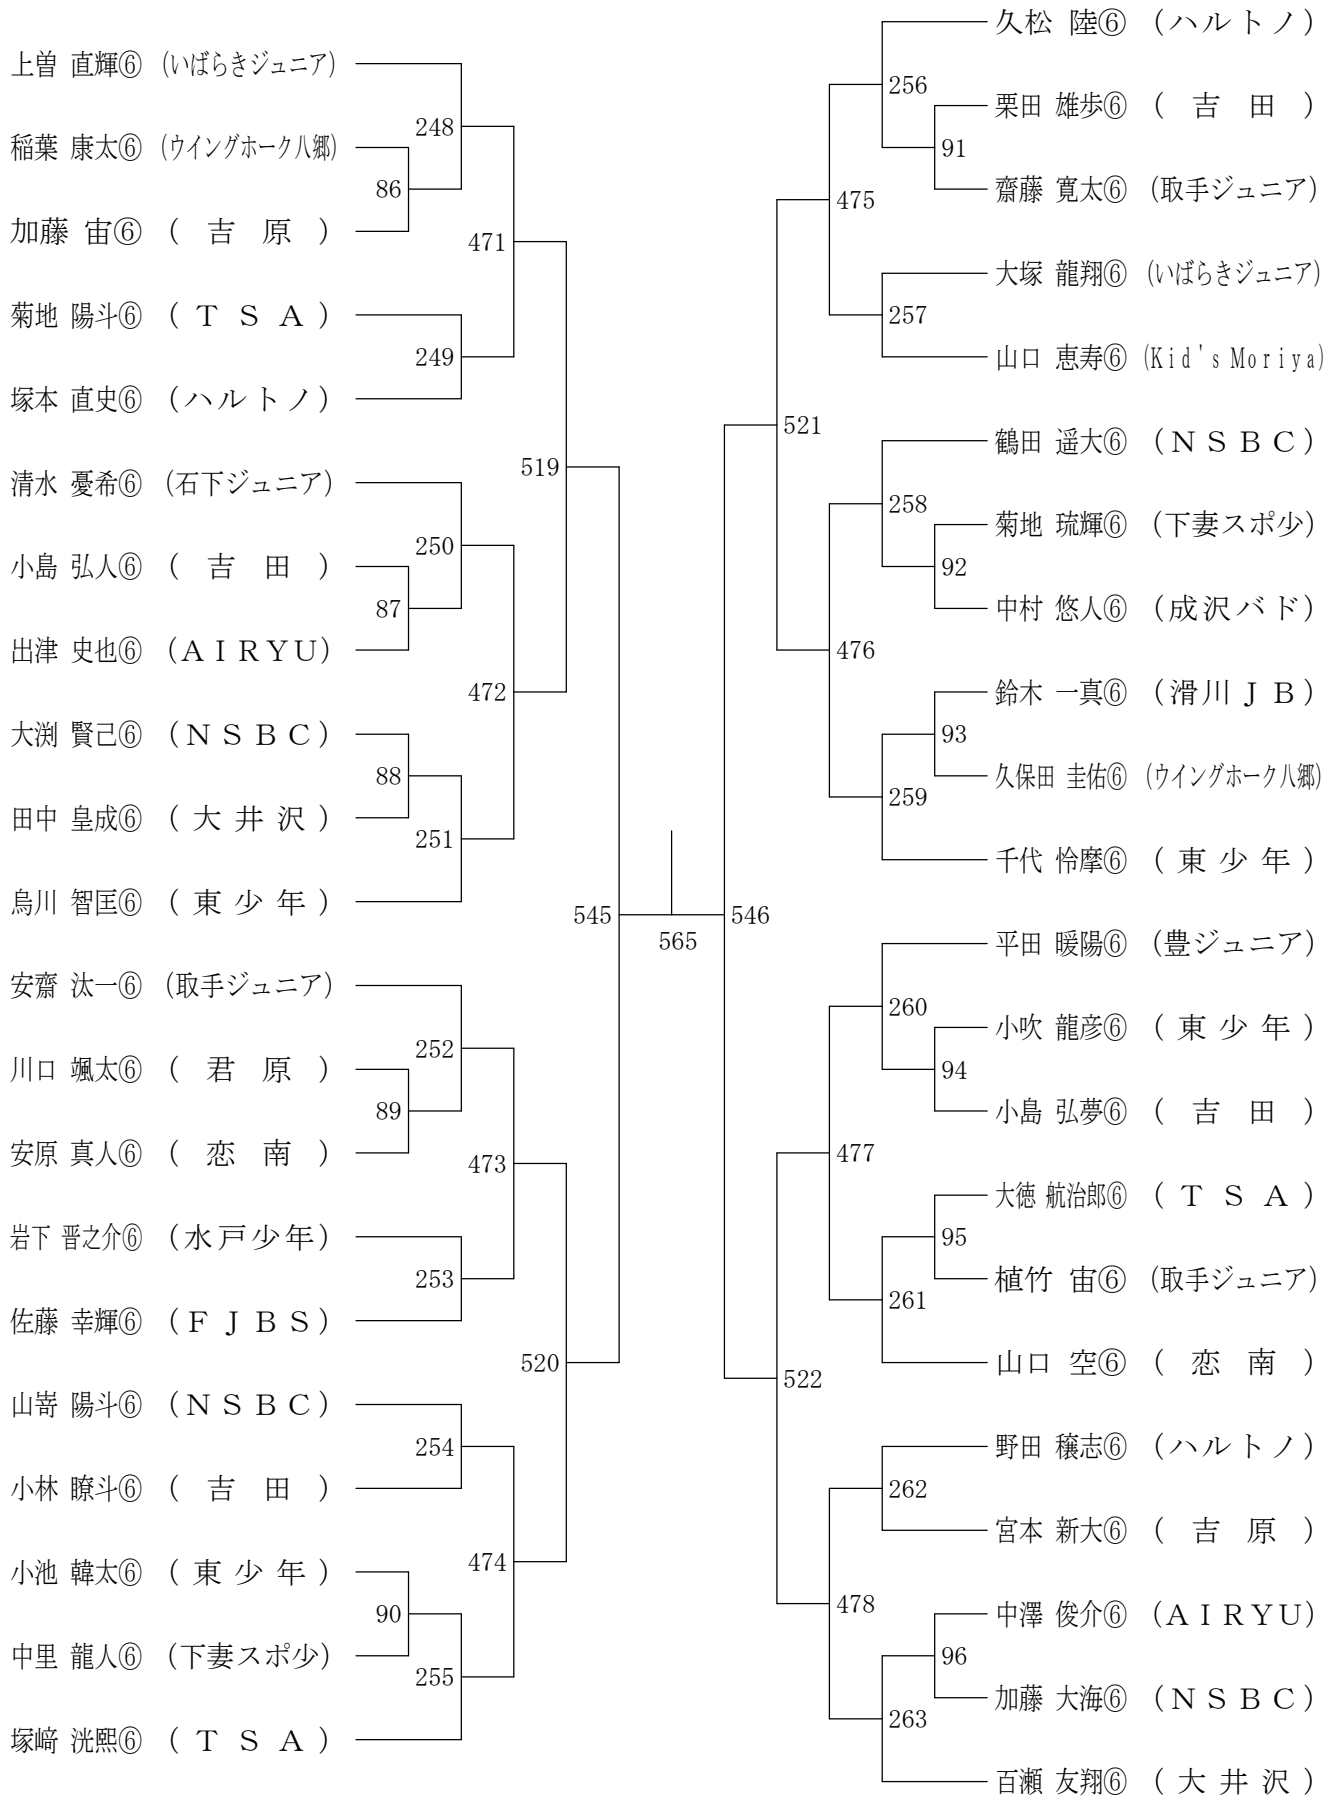 上曽 直輝⑥ (いばらきジュニア)
稲葉 康太⑥ (ウイングホーク八郷)
加藤 宙⑥ (吉原)
菊地 陽斗⑥ (TSA)
塚本 直史⑥ (ハルトノ)
清水 憂希⑥ (石下ジュニア)
小島 弘人⑥ (吉田)
出津 史也⑥ (AIRYU)
大渕 賢己⑥ (NSBC)
田中 皇成⑥ (大井沢)
烏川 智匡⑥ (東少年)
安齋 汰一⑥ (取手ジュニア)
川口 颯太⑥ (君原)
安原 真人⑥ (恋南)
岩下 晋之介⑥ (水戸少年)
佐藤 幸輝⑥ (FJBS)
山嵜 陽斗⑥ (NSBC)
小林 瞭斗⑥ (吉田)
小池 韓太⑥ (東少年)
中里 龍人⑥ (下妻スポ少)
塚﨑 洸熙⑥ (TSA)
86
87
88
89
90
248
249
250
251
252
253
254
255
471
472
473
474
519
520
545
565
546
521
522
475
476
477
478
256
257
258
259
260
261
262
263
91
92
93
94
95
96
久松 陸⑥ (ハルトノ)
栗田 雄歩⑥ (吉田)
齋藤 寛太⑥ (取手ジュニア)
大塚 龍翔⑥ (いばらきジュニア)
山口 恵寿⑥ (Kid's Moriya)
鶴田 遥大⑥ (NSBC)
菊地 琉輝⑥ (下妻スポ少)
中村 悠人⑥ (成沢バド)
鈴木 一真⑥ (滑川JB)
久保田 圭佑⑥ (ウイングホーク八郷)
千代 怜摩⑥ (東少年)
平田 暖陽⑥ (豊ジュニア)
小吹 龍彦⑥ (東少年)
小島 弘夢⑥ (吉田)
大徳 航治郎⑥ (TSA)
植竹 宙⑥ (取手ジュニア)
山口 空⑥ (恋南)
野田 穣志⑥ (ハルトノ)
宮本 新大⑥ (吉原)
中澤 俊介⑥ (AIRYU)
加藤 大海⑥ (NSBC)
百瀬 友翔⑥ (大井沢)